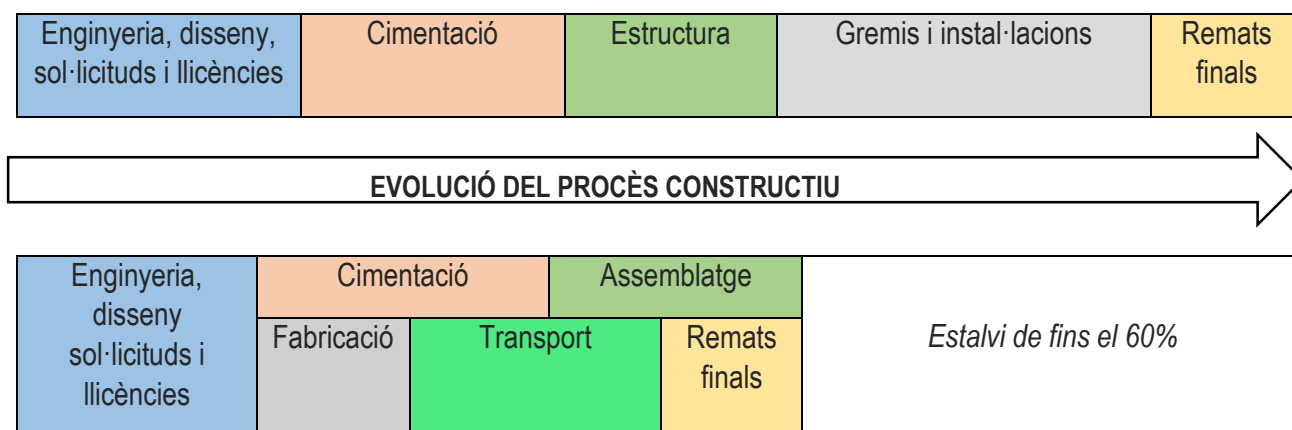 Enginyeria, disseny,
sol·licituds i llicències
Cimentació
Estructura
Gremis i instal·lacions
Remats
finals
EVOLUCIÓ DEL PROCÈS CONSTRUCTIU
Enginyeria,
disseny
sol·licituds i
llicències
Cimentació
Assemblatge
Fabricació
Transport
Remats
finals
Estalvi de fins el 60%